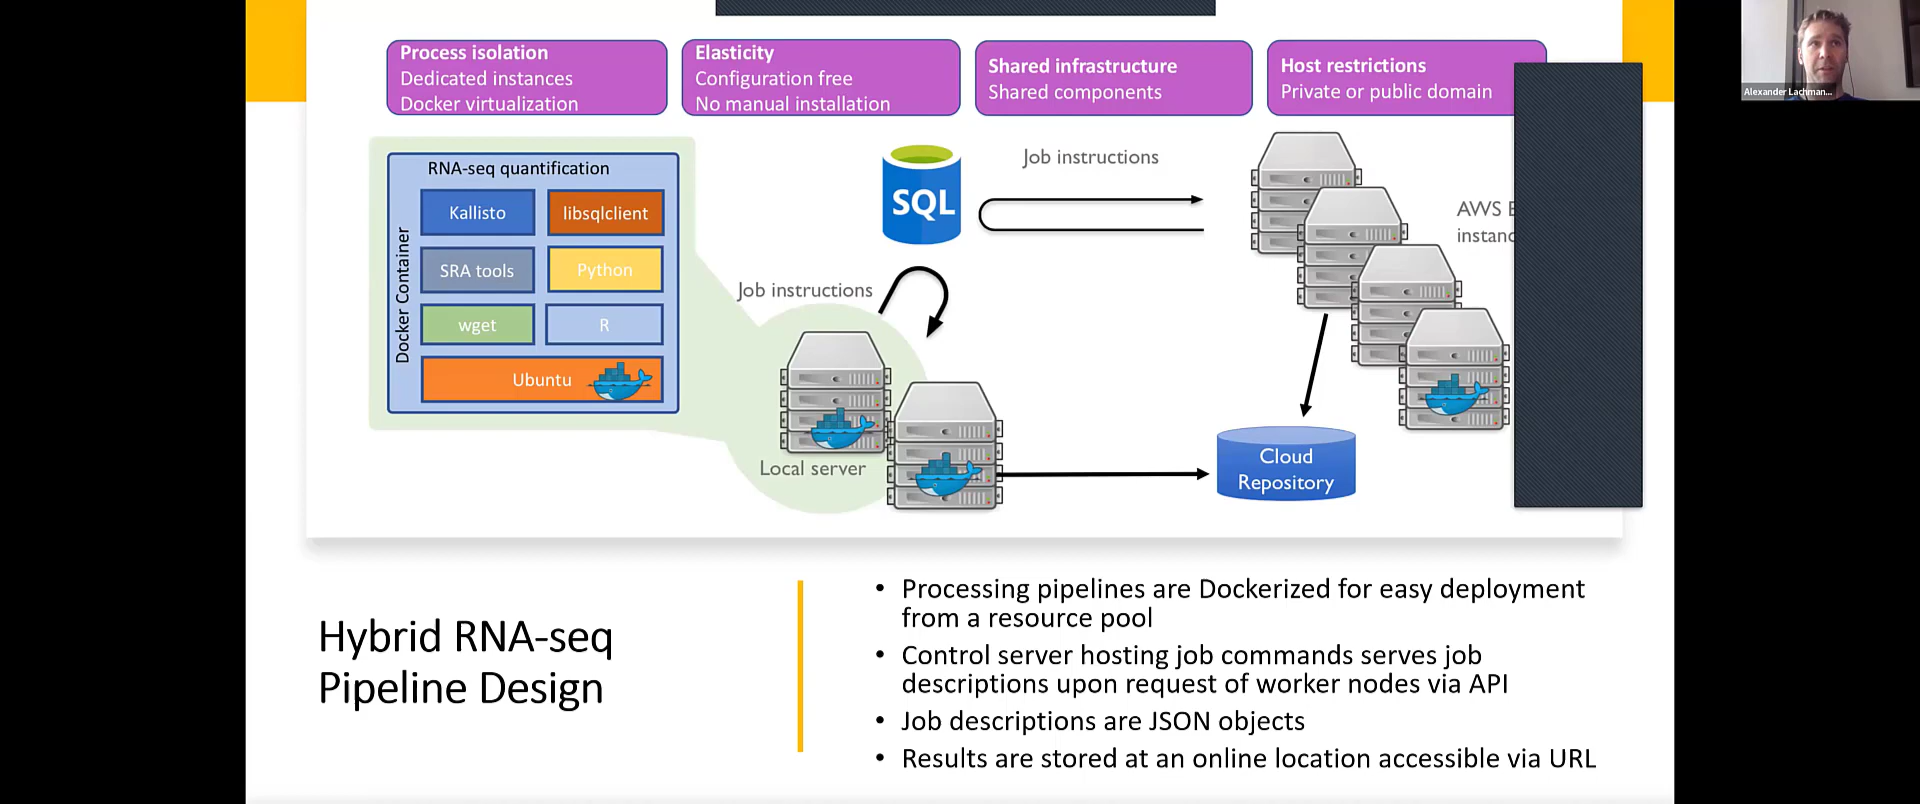 Process isolation
Dedicated instances
Docker virtualization
Elasticity
Configuration free
No manual installation
Shared infrastructure
Shared components
Host restrictions
Private or public domain
Alexander Lachman...
RNA-seq quantification
Docker Container
Kallisto
libsqlclient
SRA tools
Python
wget
R
Ubuntu
SQL
Job instructions
AWS
Job instructions
Local server
Cloud
Repository
Hybrid RNA-seq
Pipeline Design
• Processing pipelines are Dockerized for easy deployment
from a resource pool
• Control server hosting job commands serves job
descriptions upon request of worker nodes via API
• Job descriptions are JSON objects
• Results are stored at an online location accessible via URL